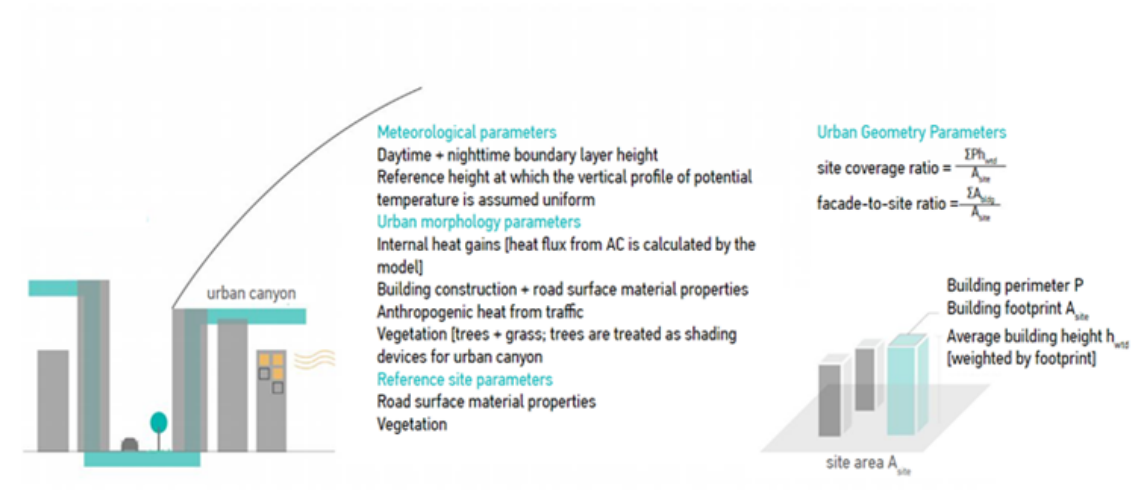 Meteorological parameters
Daytime + nighttime boundary layer height
Reference height at which the vertical profile of potential
temperature is assumed uniform
Urban morphology parameters
Internal heat gains [heat flux from AC is calculated by the
model]
Building construction + road surface material properties
Anthropogenic heat from traffic
Vegetation [trees + grass; trees are treated as shading
devices for urban canyon
Reference site parameters
Road surface material properties
Vegetation
urban canyon
Urban Geometry Parameters
site coverage ratio = ΣPh_wtd / A_site
facade-to-site ratio = ΣA_bldg / A_site
Building perimeter P
Building footprint A_site
Average building height h_wtd
[weighted by footprint]
site area A_site